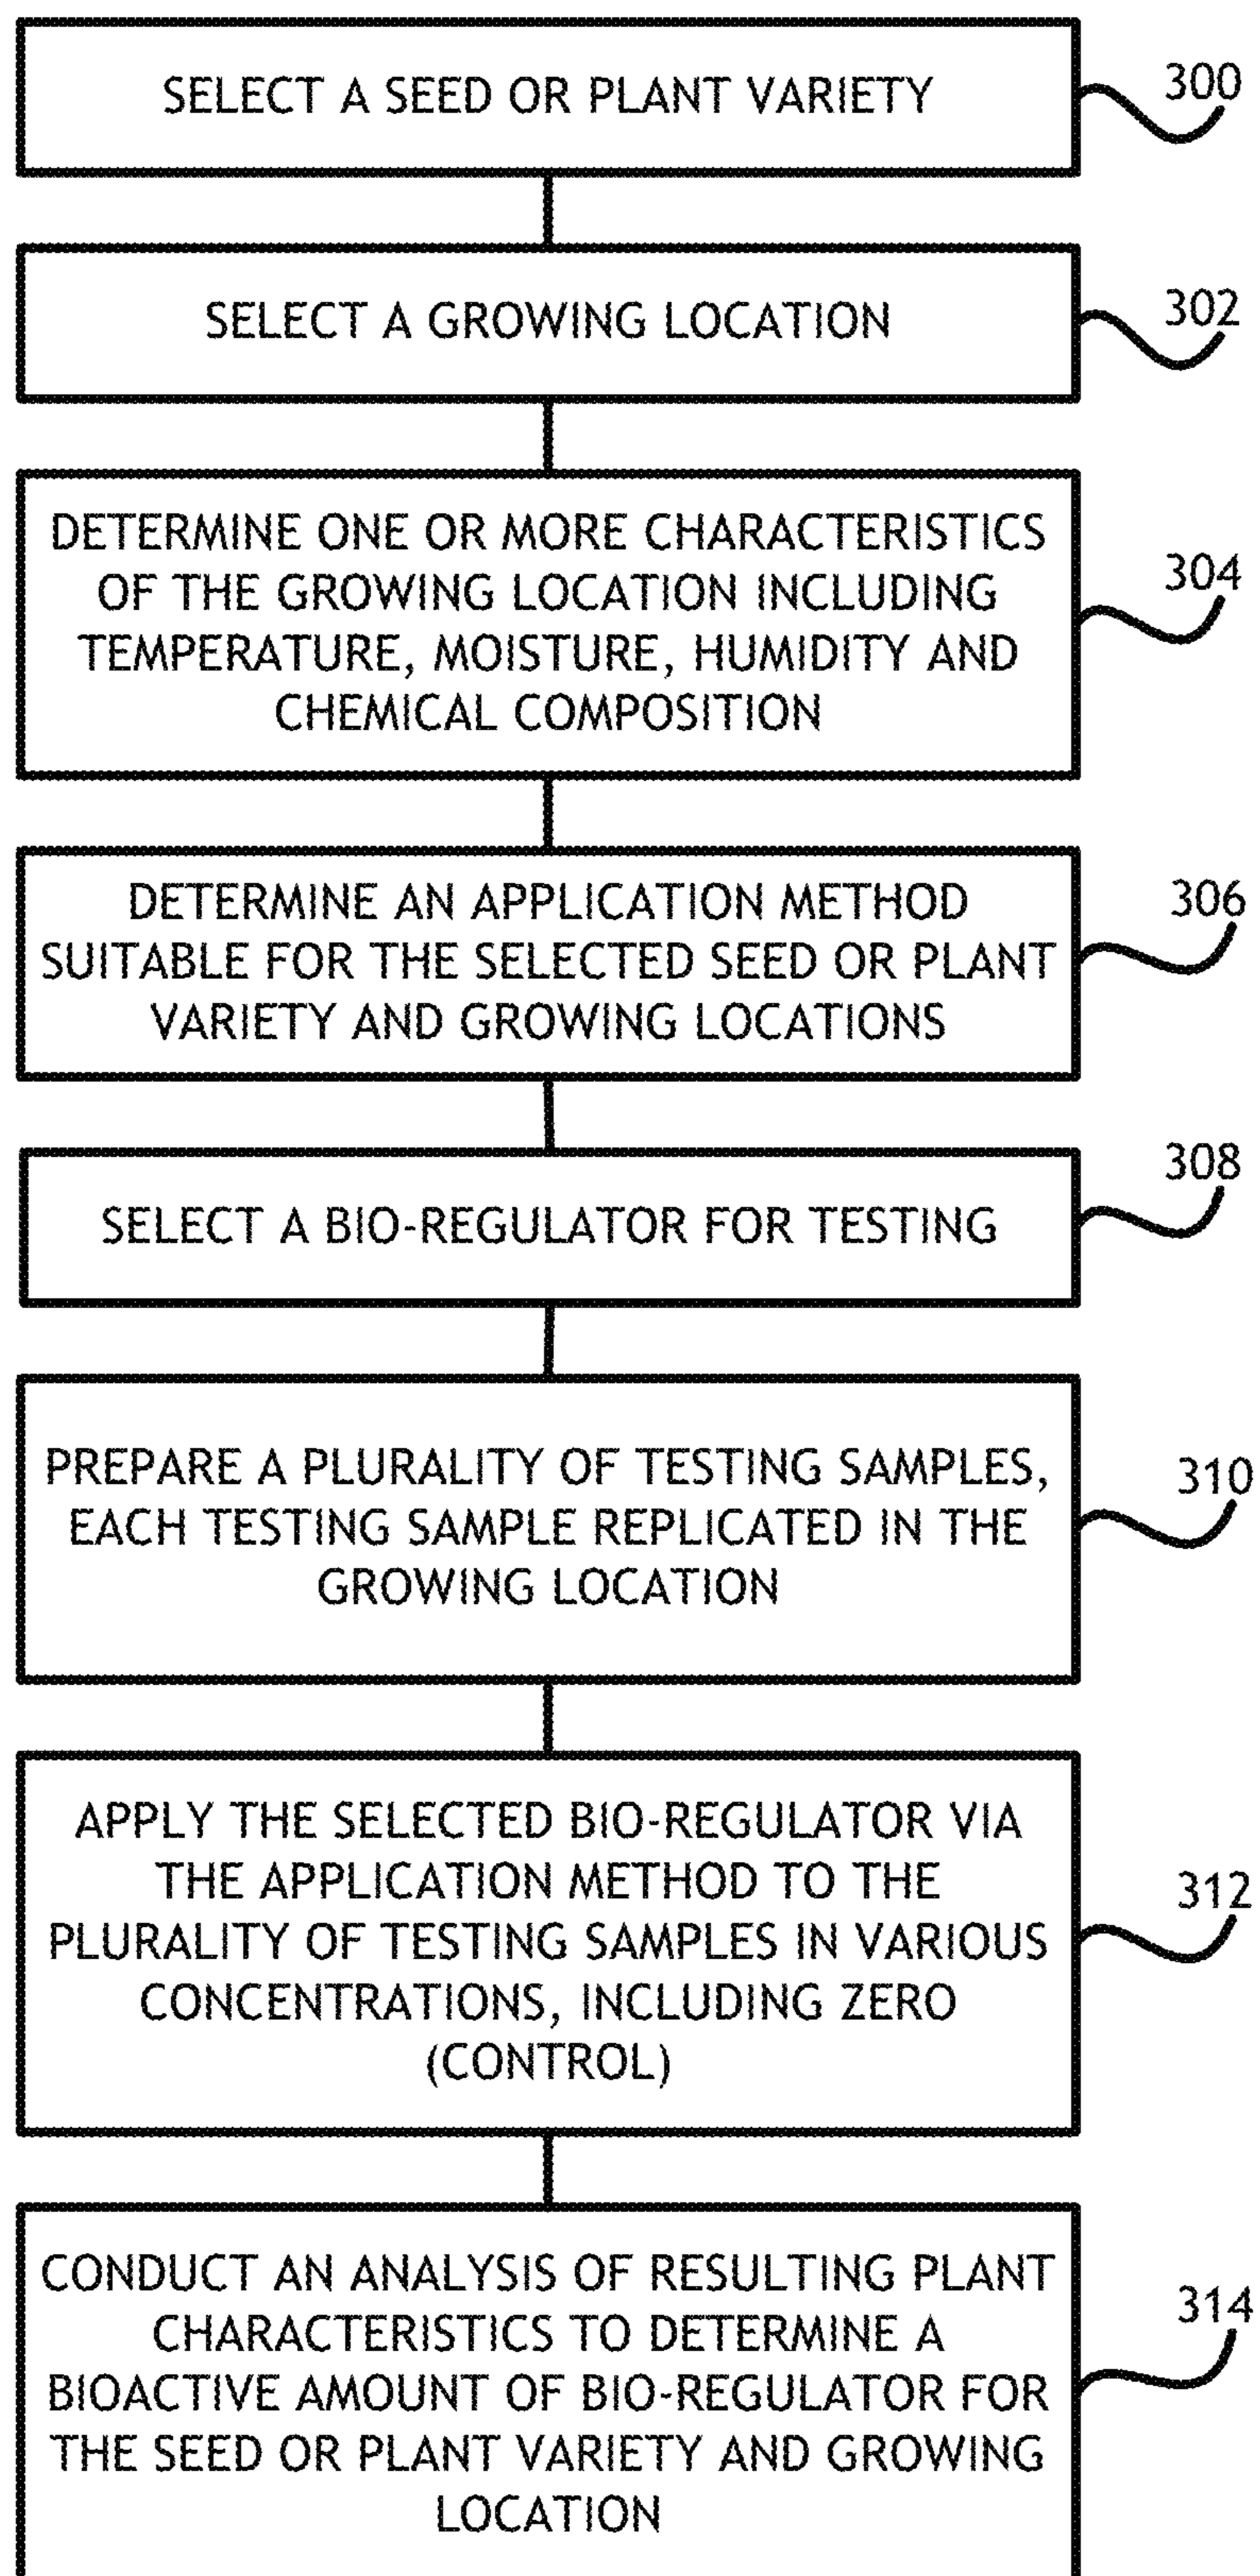 SELECT A SEED OR PLANT VARIETY
300
SELECT A GROWING LOCATION
302
DETERMINE ONE OR MORE CHARACTERISTICS
OF THE GROWING LOCATION INCLUDING
TEMPERATURE, MOISTURE, HUMIDITY AND
CHEMICAL COMPOSITION
304
DETERMINE AN APPLICATION METHOD
SUITABLE FOR THE SELECTED SEED OR PLANT
VARIETY AND GROWING LOCATIONS
306
SELECT A BIO-REGULATOR FOR TESTING
308
PREPARE A PLURALITY OF TESTING SAMPLES,
EACH TESTING SAMPLE REPLICATED IN THE
GROWING LOCATION
310
APPLY THE SELECTED BIO-REGULATOR VIA
THE APPLICATION METHOD TO THE
PLURALITY OF TESTING SAMPLES IN VARIOUS
CONCENTRATIONS, INCLUDING ZERO
(CONTROL)
312
CONDUCT AN ANALYSIS OF RESULTING PLANT
CHARACTERISTICS TO DETERMINE A
BIOACTIVE AMOUNT OF BIO-REGULATOR FOR
THE SEED OR PLANT VARIETY AND GROWING
LOCATION
314